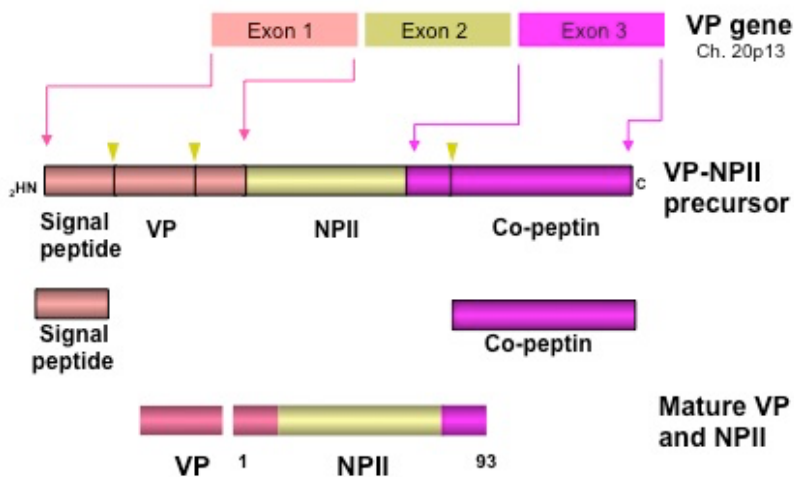 Exon 1 Exon 2 Exon 3 VP gene
Ch. 20p13
₂HN C VP-NPII
precursor
Signal
peptide VP NPII Co-peptin
Signal
peptide
Co-peptin
Mature VP
and NPII
VP 1 NPII 93